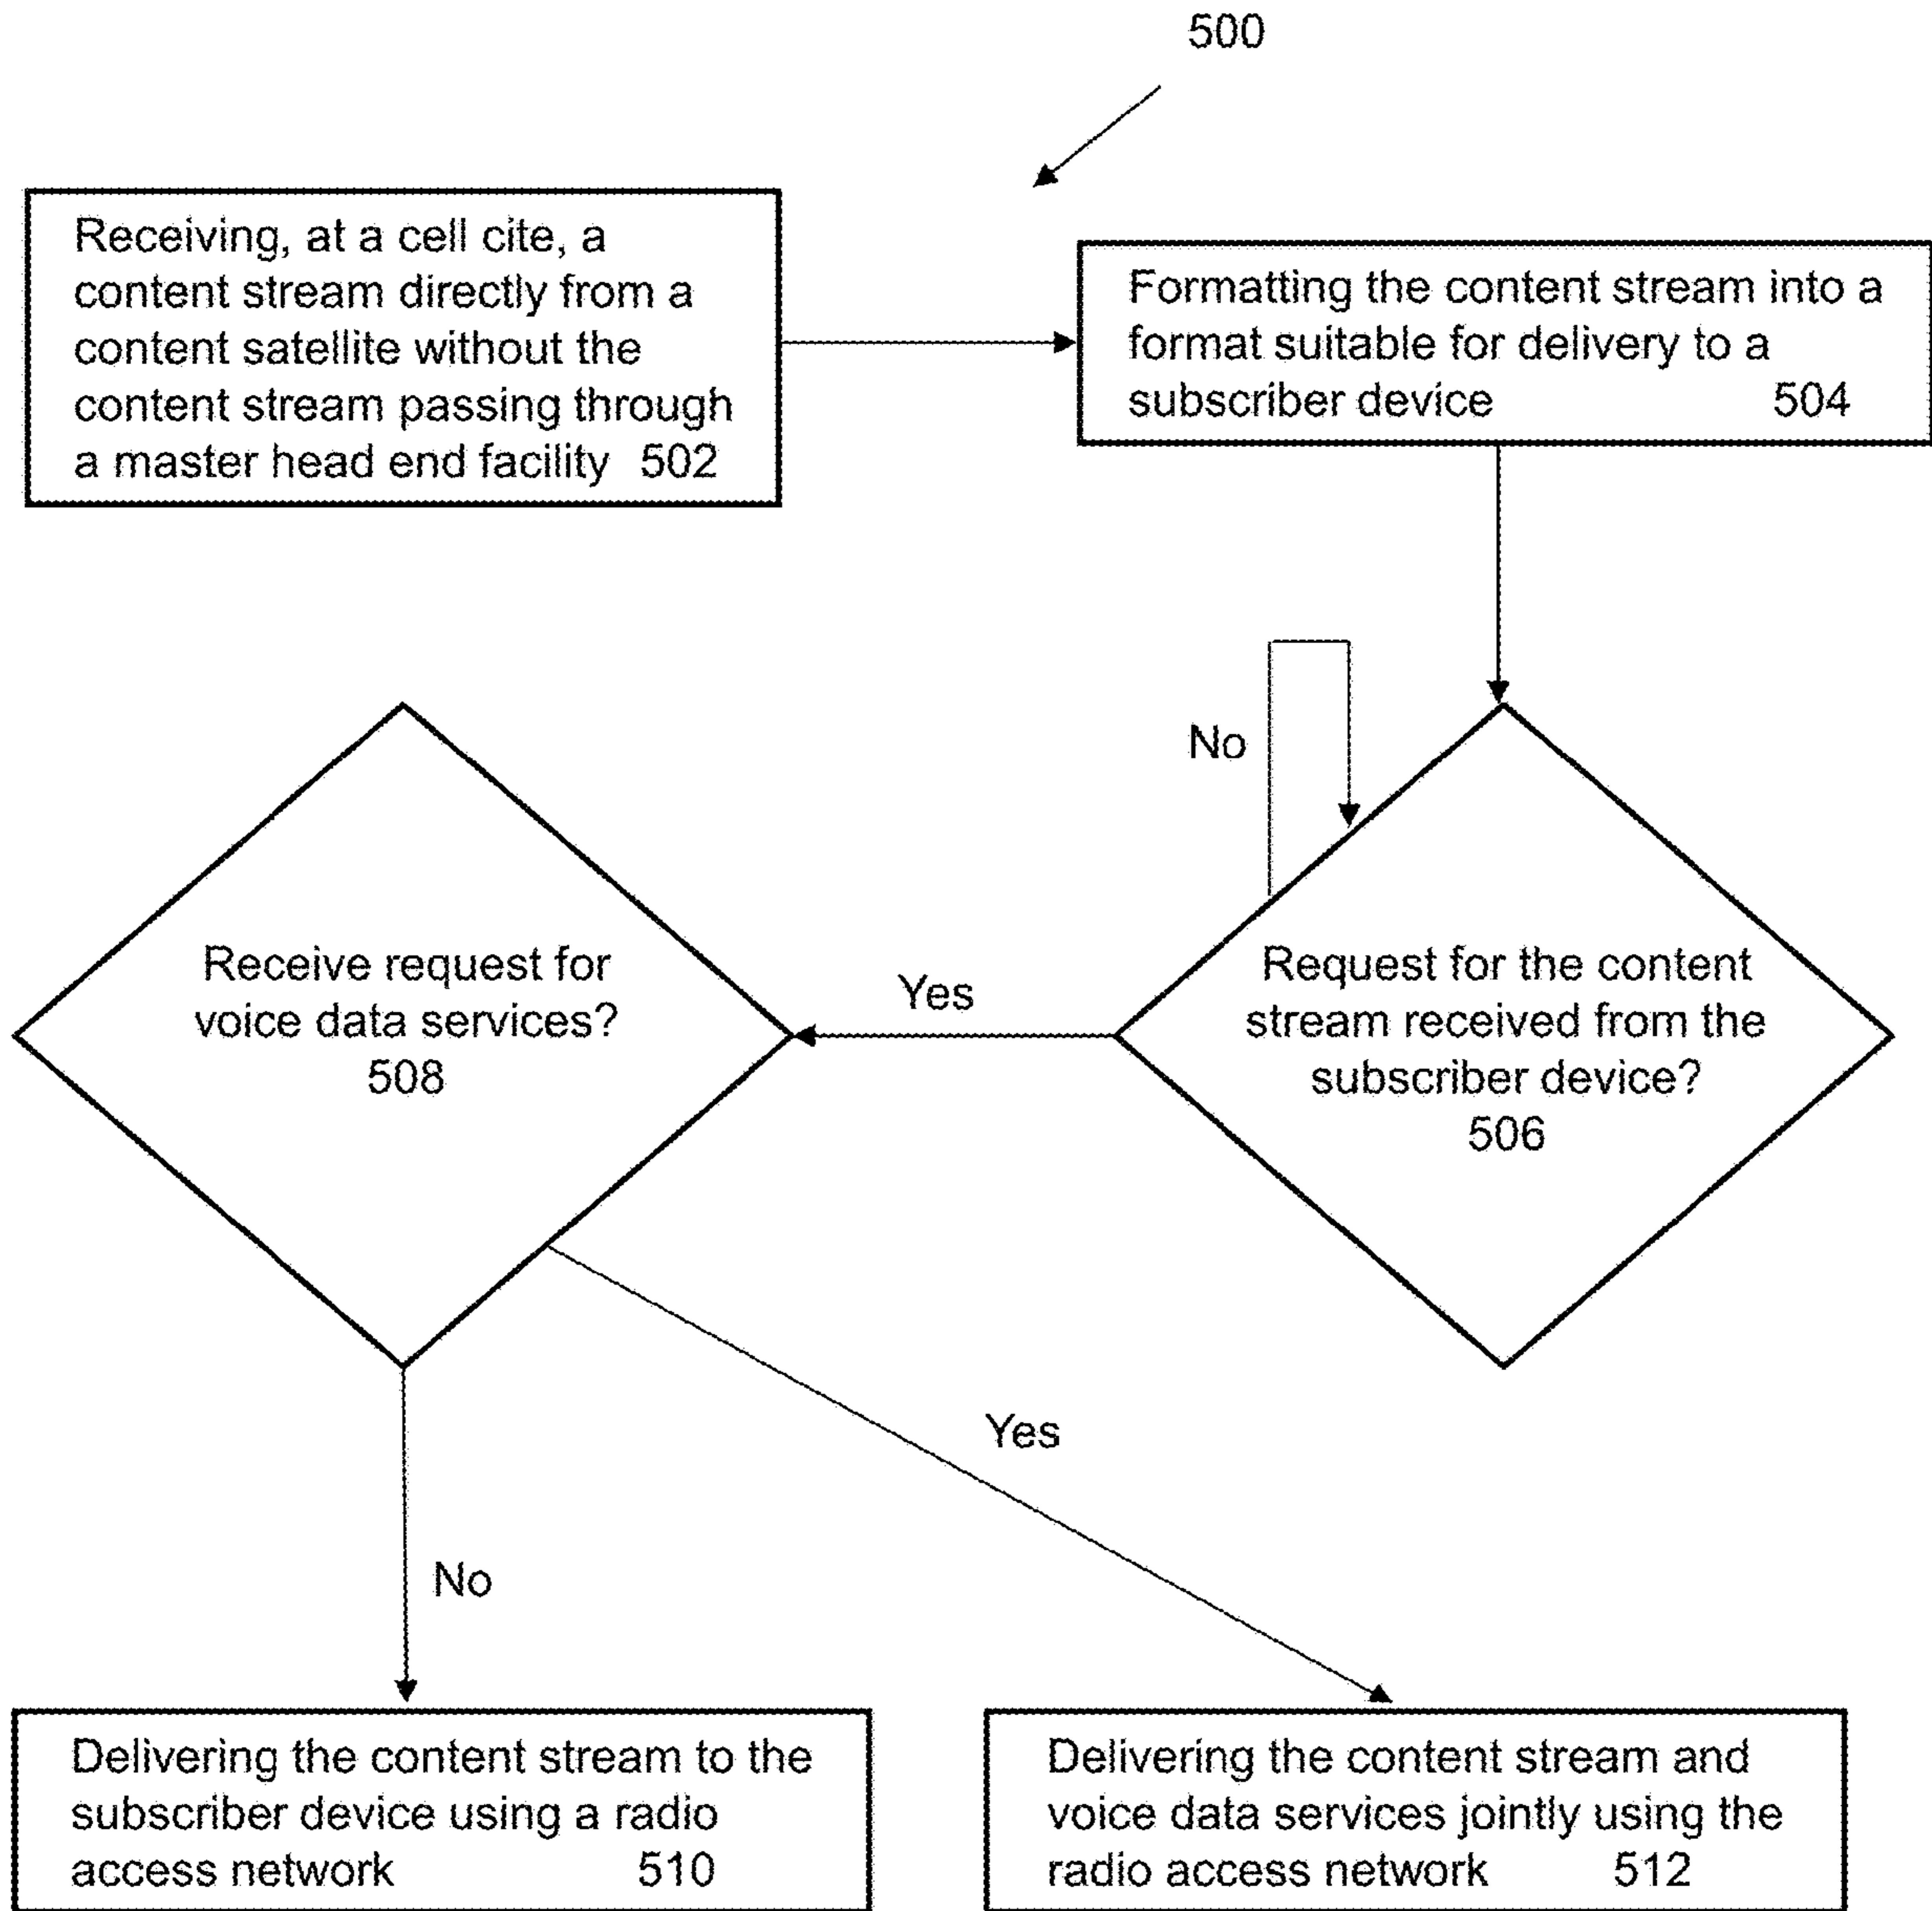 500
Receiving, at a cell cite, a
content stream directly from a
content satellite without the
content stream passing through
a master head end facility 502
Formatting the content stream into a
format suitable for delivery to a
subscriber device 504
No
Request for the content
stream received from the
subscriber device?
506
Yes
Receive request for
voice data services?
508
No
Yes
Delivering the content stream to the
subscriber device using a radio
access network 510
Delivering the content stream and
voice data services jointly using the
radio access network 512